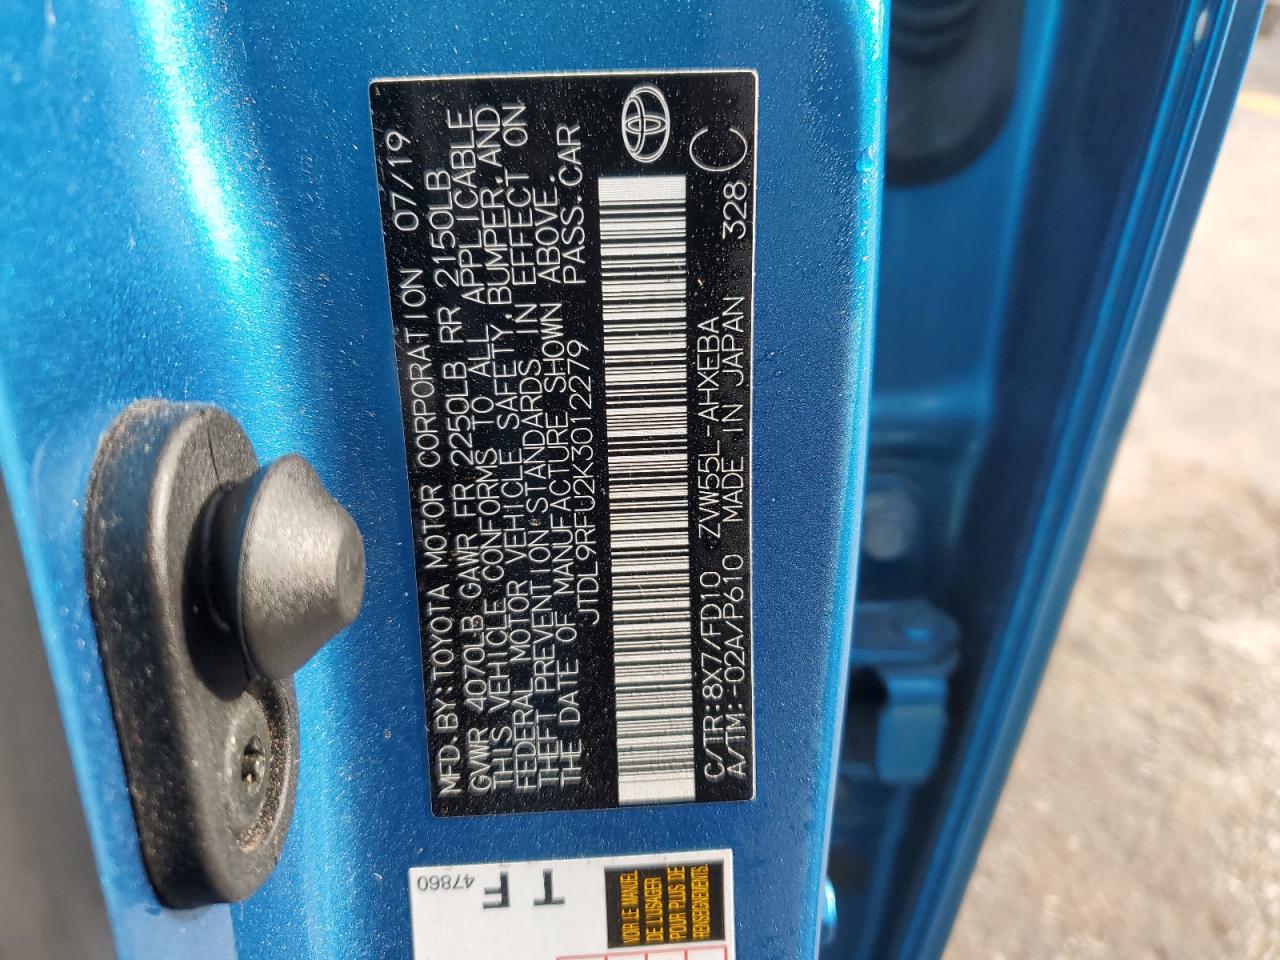 MFD.BY:TOYOTA MOTOR CORPORATION 07/19
GVWR 4070LB GAWR FR 2250LB RR 2150LB
THIS VEHICLE CONFORMS TO ALL APPLICABLE
FEDERAL MOTOR VEHICLE SAFETY,BUMPER,AND
THEFT PREVENTION STANDARDS IN EFFECT ON
THE DATE OF MANUFACTURE SHOWN ABOVE.
JTDL9RFU2K3012279 PASS.CAR
C/TR:8X7/FD10 ZVW55L-AHXEBA 328 C
A/TM:-02A/P610 MADE IN JAPAN
47860
T
F
VOIR LE MANUEL
DE L'USAGER
POUR PLUS DE
RENSEIGNEMENTS.